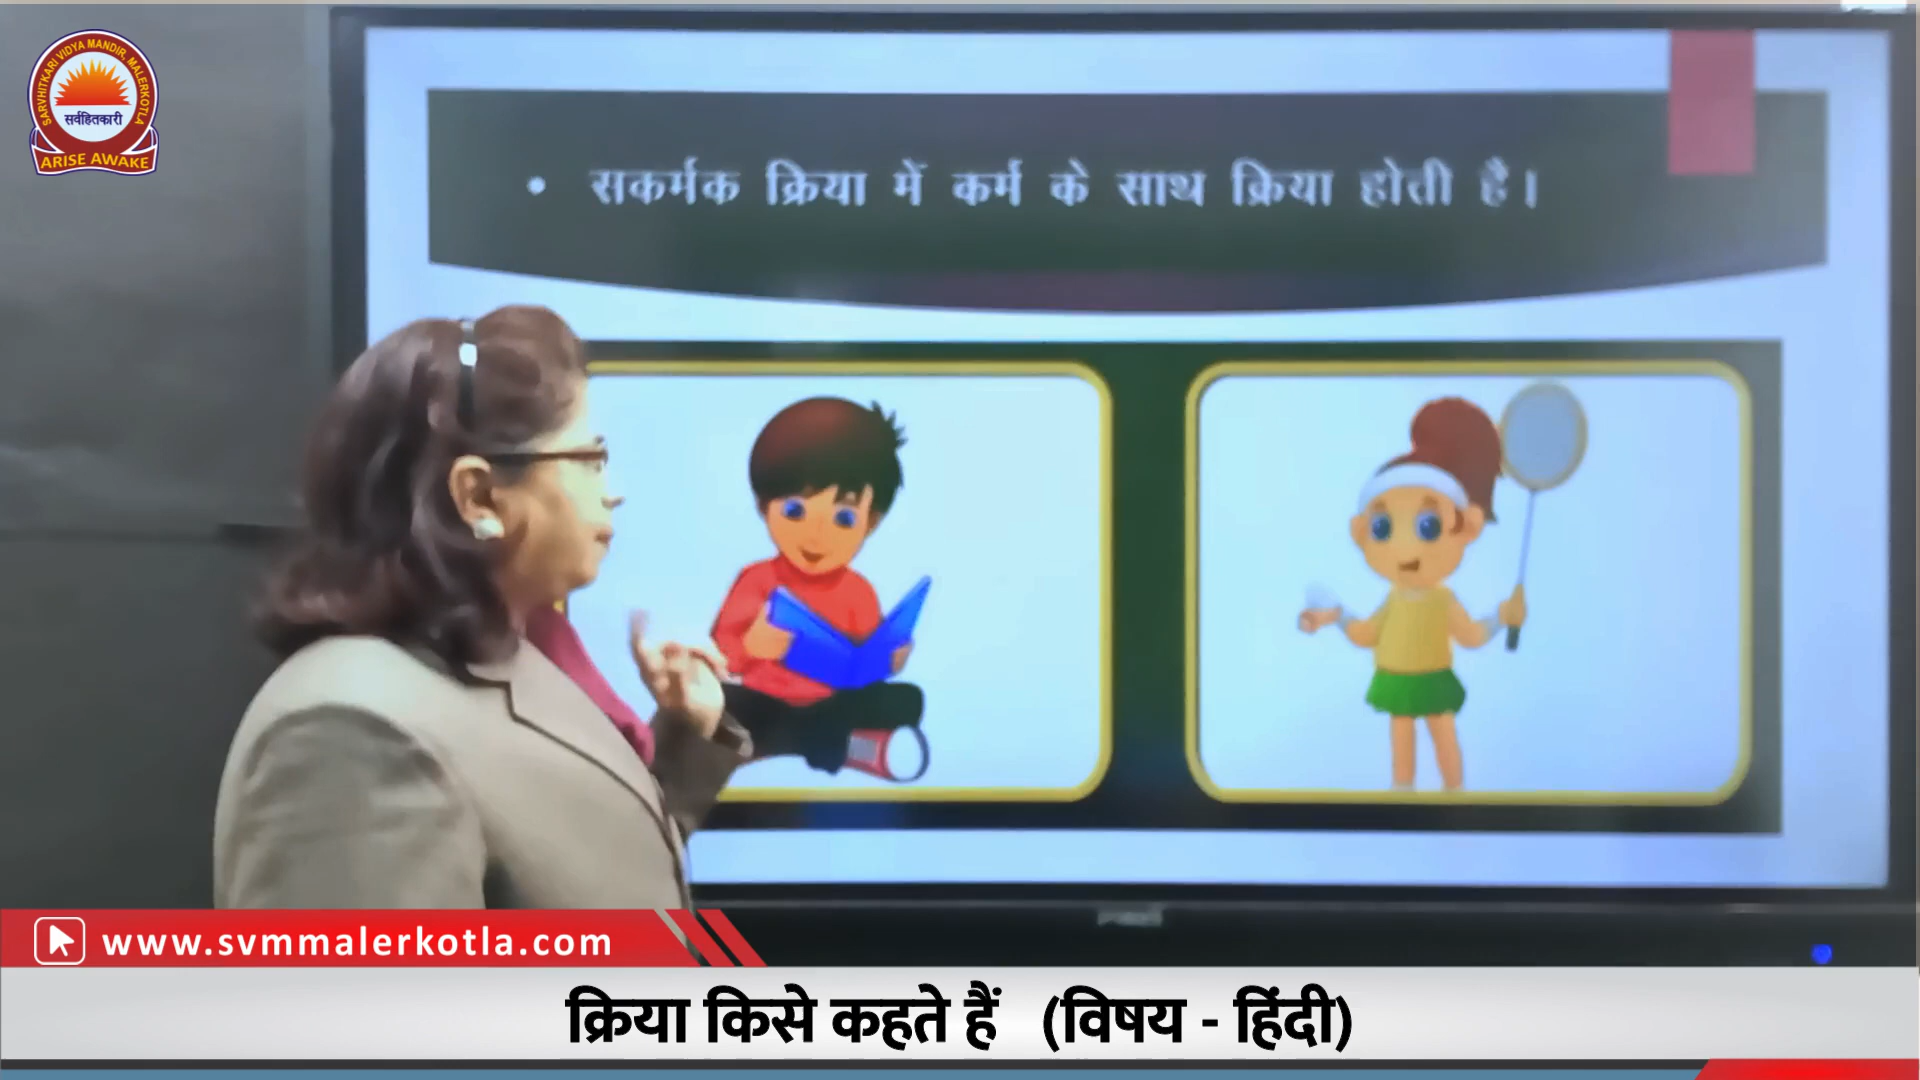 SARVHITKARI VIDYA MANDIR, MALERKOTLA
सर्वहितकारी
ARISE AWAKE
• सकर्मक क्रिया में कर्म के साथ क्रिया होती है।
www.svmmalerkotla.com
क्रिया किसे कहते हैं (विषय - हिंदी)